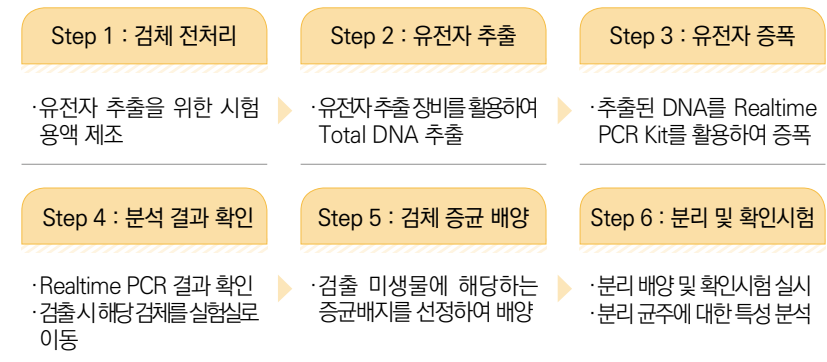 Step 1 : 검체 전처리
·유전자 추출을 위한 시험
용액 제조
Step 2 : 유전자 추출
·유전자 추출 장비를 활용하여
Total DNA 추출
Step 3 : 유전자 증폭
·추출된 DNA를 Realtime
PCR Kit를 활용하여 증폭
Step 4 : 분석 결과 확인
·Realtime PCR 결과 확인
·검출 시 해당 검체를 실험실로
이동
Step 5 : 검체 증균 배양
·검출 미생물에 해당하는
증균배지를 선정하여 배양
Step 6 : 분리 및 확인시험
·분리 배양 및 확인시험 실시
·분리 균주에 대한 특성 분석